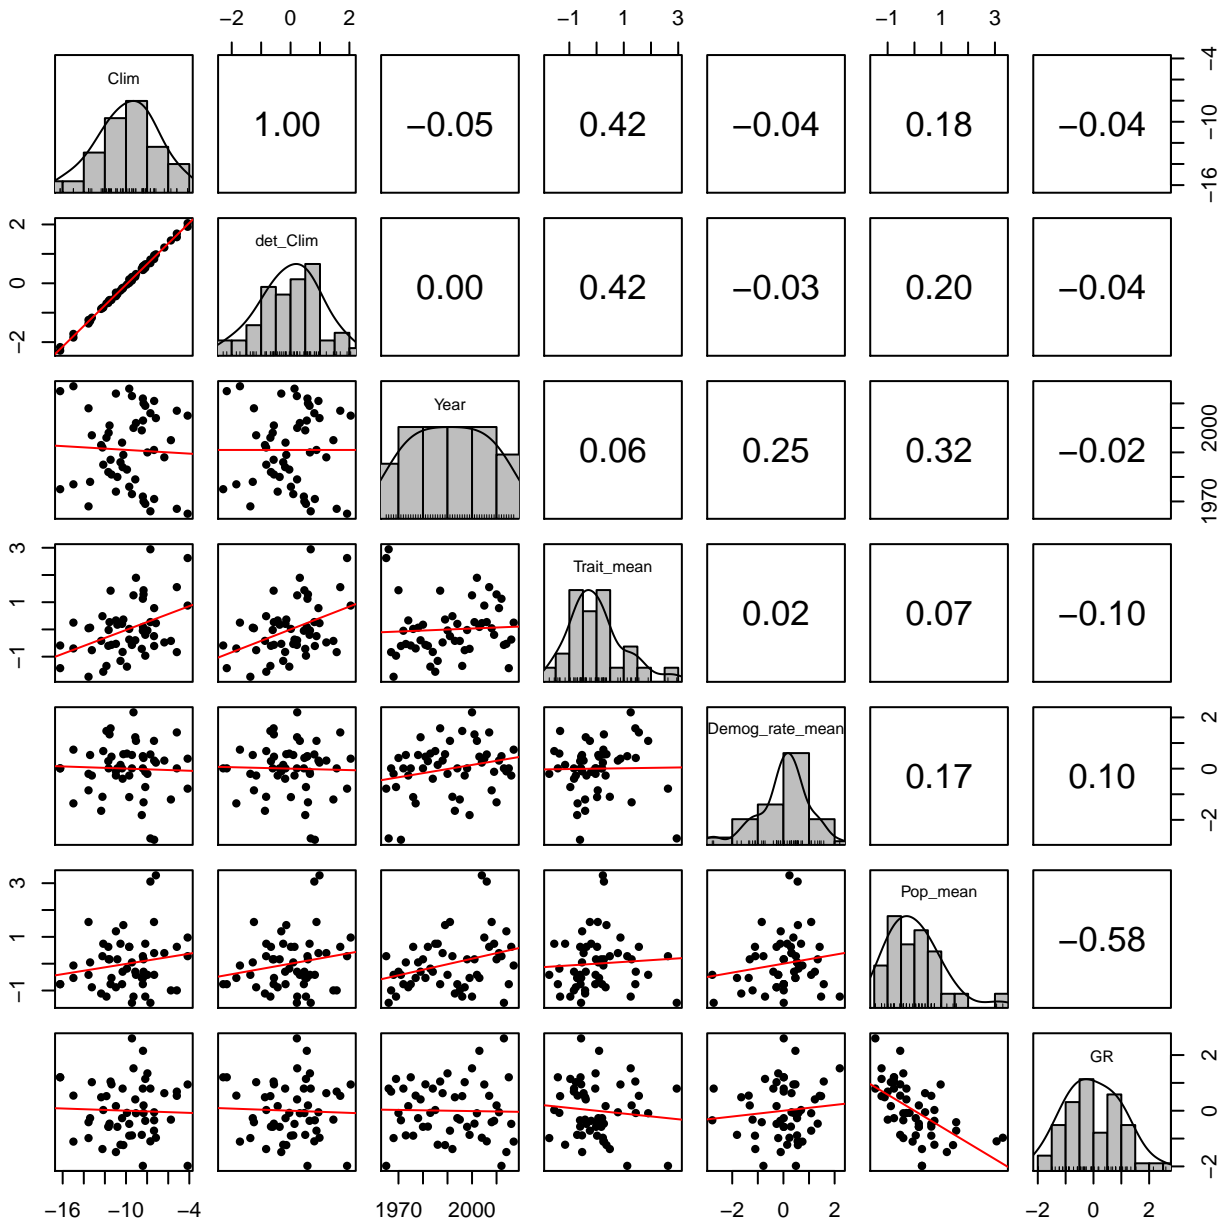 −2 0 2 −1 1 3 −1 1 3
Clim 1.00 −0.05 0.42 −0.04 0.18 −0.04 −16 −10 −4
−2 0 2 det_Clim 0.00 0.42 −0.03 0.20 −0.04
Year 0.06 0.25 0.32 −0.02 1970 2000
−1 1 3 Trait_mean 0.02 0.07 −0.10
Demog_rate_mean 0.17 0.10 −2 0 2
−1 1 3 Pop_mean −0.58
GR −2 0 2
−16 −10 −4 1970 2000 −2 0 2 −2 0 2